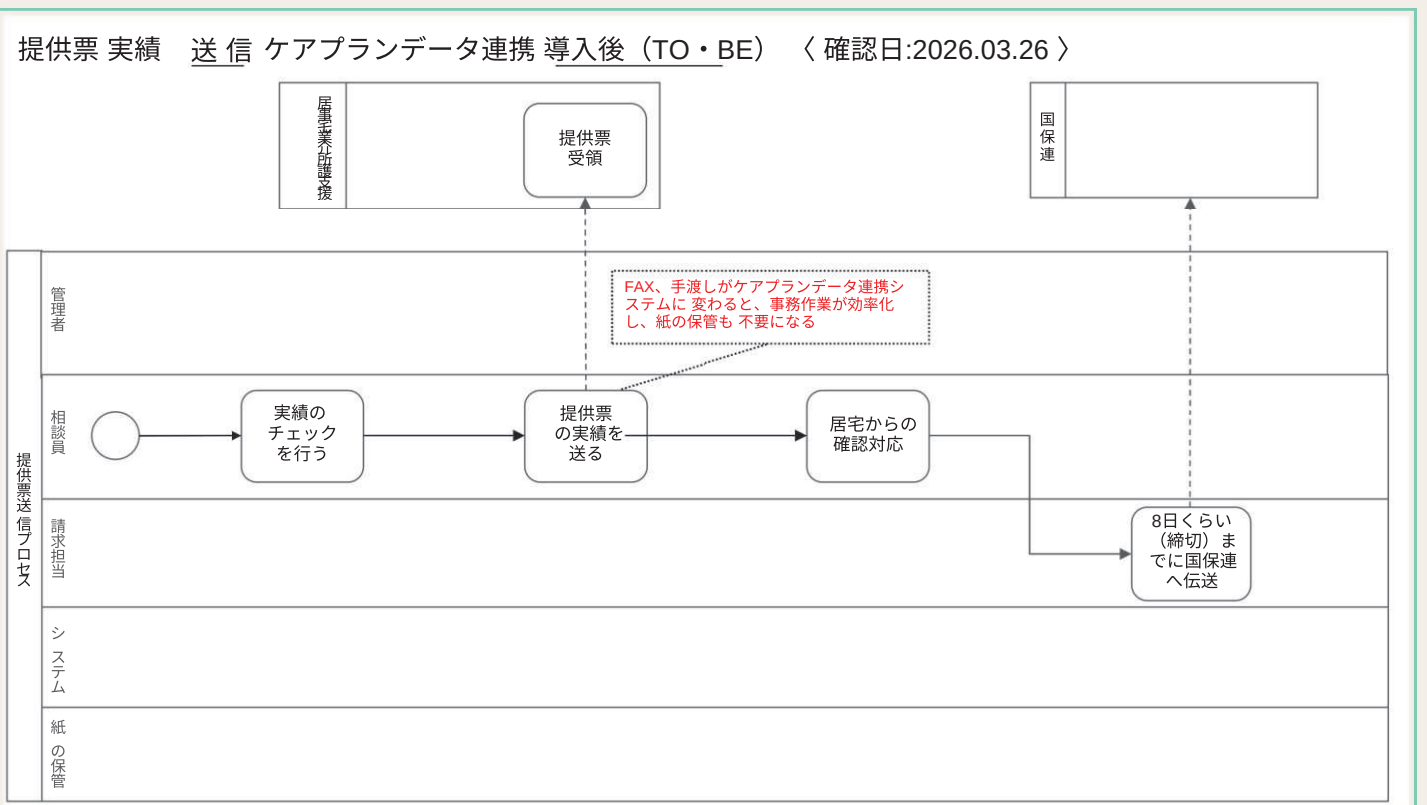 提供票 実績 送 信 ケアプランデータ連携 導入後（TO・BE） 〈 確認日:2026.03.26 〉
居宅介護支援
事業所
提供票
受領
国保連
提供票送 信プロセス
管理者
FAX、手渡しがケアプランデータ連携シ
ステムに 変わると、事務作業が効率化
し、紙の保管も 不要になる
相談員
実績の
チェック
を行う
提供票
の実績を
送る
居宅からの
確認対応
請求担当
8日くらい
（締切）ま
でに国保連
へ伝送
シ ステム
紙 の保管